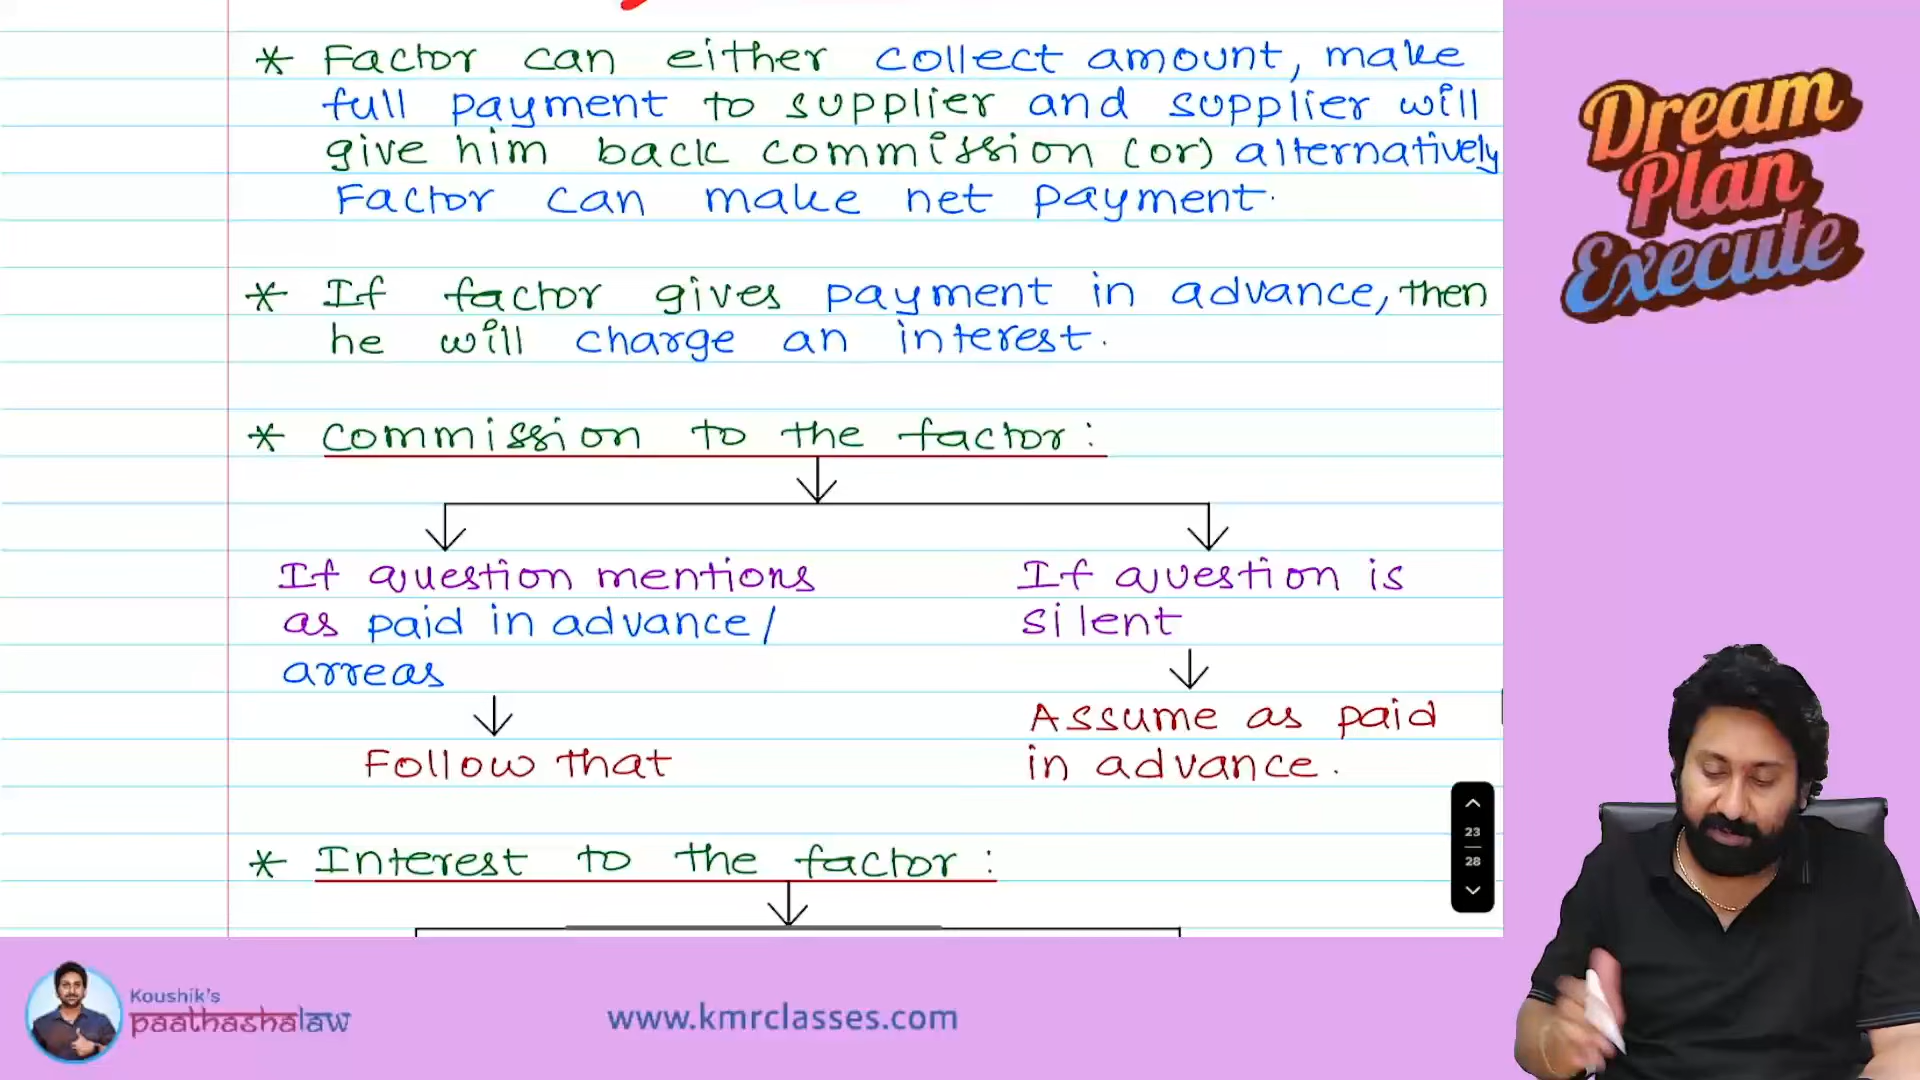 * Factor can either collect amount, make
full payment to supplier and supplier will
give him back commission (or) alternatively
Factor can make net payment.
* If factor gives payment in advance, then
he will charge an interest.
* Commission to the factor:
If question mentions
as paid in advance/
arreas
Follow that
If question is
silent
Assume as paid
in advance.
* Interest to the factor:
Dream
Plan
Execute
23
28
Koushik's
paathashalaw
www.kmrclasses.com